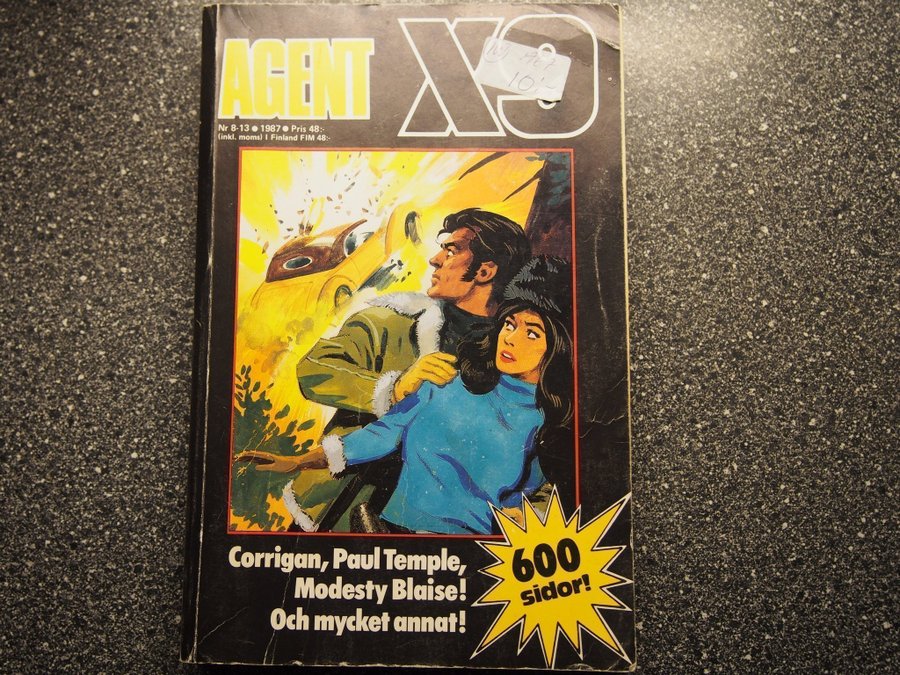 AGENT X9
Nr 8-13 ● 1987 ● Pris 48:-
(inkl. moms) I Finland FIM 48:-
10:-
Corrigan, Paul Temple,
Modesty Blaise!
Och mycket annat!
600
sidor!